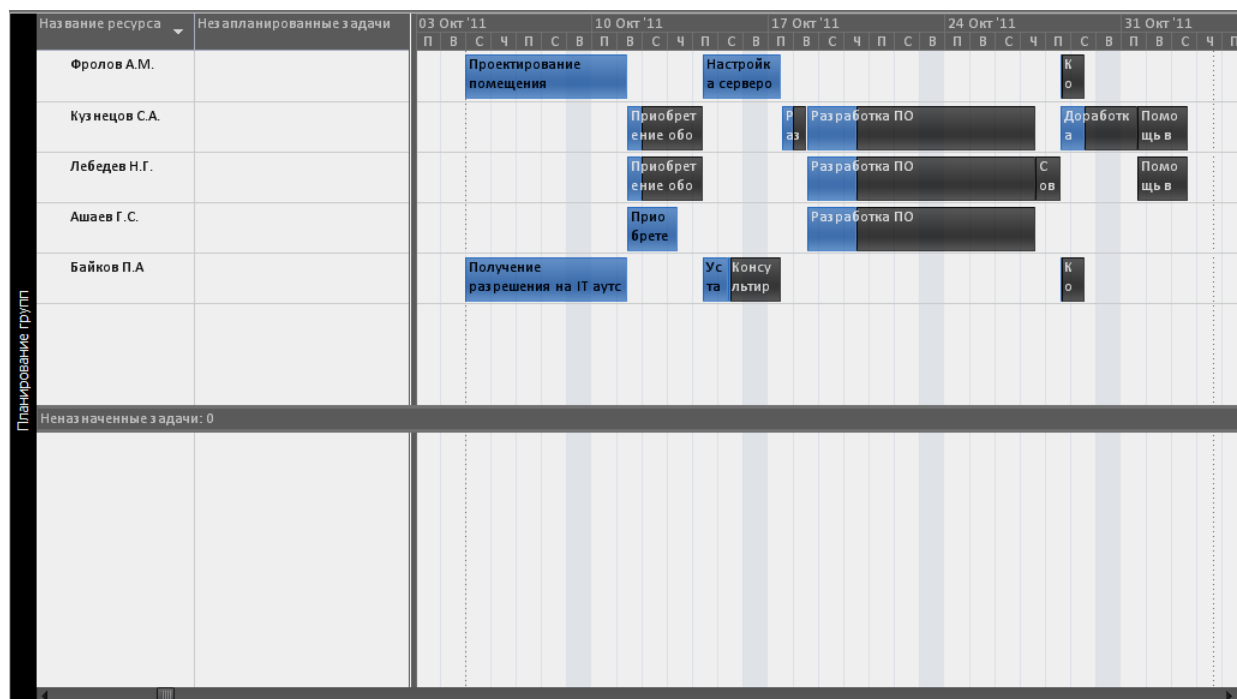 Название ресурса Незапланированные задачи 03 Окт '11 10 Окт '11 17 Окт '11 24 Окт '11 31 Окт '11
П В С Ч П С В П В С Ч П С В П В С Ч П С В П В С Ч П С В П В С Ч П
Фролов А.М. Проектирование Настройк К
помещения а серверо о
Кузнецов С.А. Приобрет Р Разработка ПО Доработк Помо
ение обо аз а щь в
Лебедев Н.Г. Приобрет Разработка ПО С Помо
ение обо ов щь в
Ашаев Г.С. Прио Разработка ПО
брете
Байков П.А Получение Ус Консу К
разрешения на IT аутс та льтир о
Планирование групп
Неназначенные задачи: 0